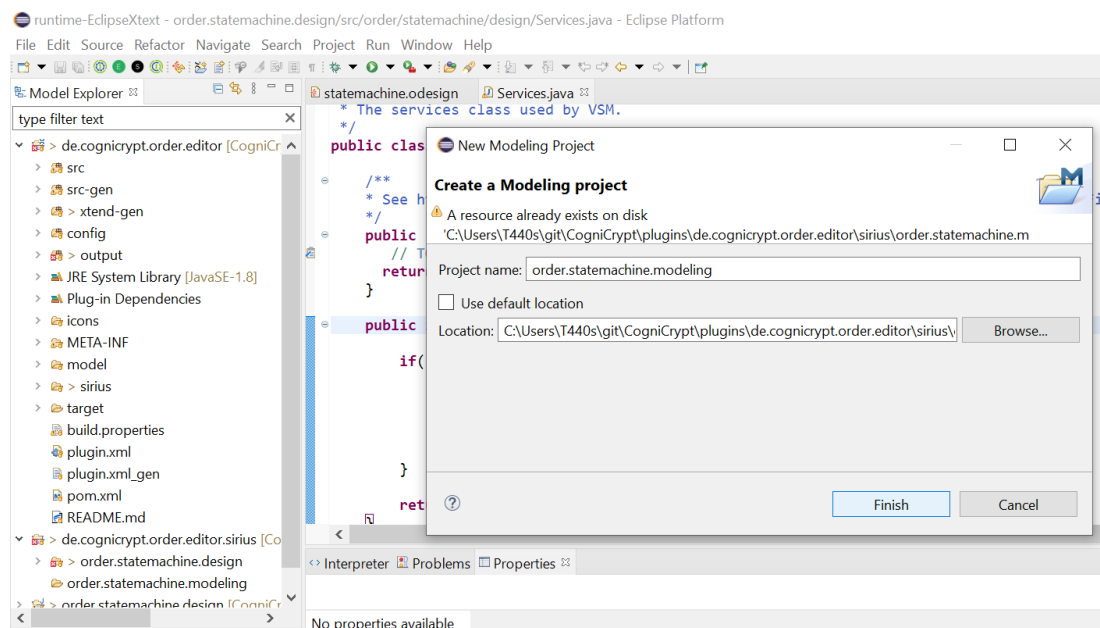 runtime-EclipseXtext - order.statemachine.design/src/order/statemachine/design/Services.java - Eclipse Platform
File Edit Source Refactor Navigate Search Project Run Window Help
Model Explorer
type filter text
> de.cognicrypt.order.editor [CogniCr
src
src-gen
> xtend-gen
config
> output
JRE System Library [JavaSE-1.8]
Plug-in Dependencies
icons
META-INF
model
> sirius
target
build.properties
plugin.xml
plugin.xml_gen
pom.xml
README.md
> de.cognicrypt.order.editor.sirius [Co
> order.statemachine.design
order.statemachine.modeling
> order.statemachine.design [CogniCr
statemachine.odesign
Services.java
* The services class used by VSM.
*/
public clas
/**
* See h
*/
public
// T
retur
}
public
if(
}
ret
}
New Modeling Project
Create a Modeling project
A resource already exists on disk
'C:\Users\T440s\git\CogniCrypt\plugins\de.cognicrypt.order.editor\sirius\order.statemachine.m
Project name: order.statemachine.modeling
Use default location
Location: C:\Users\T440s\git\CogniCrypt\plugins\de.cognicrypt.order.editor\sirius\
Browse...
Finish
Cancel
Interpreter
Problems
Properties
No properties available